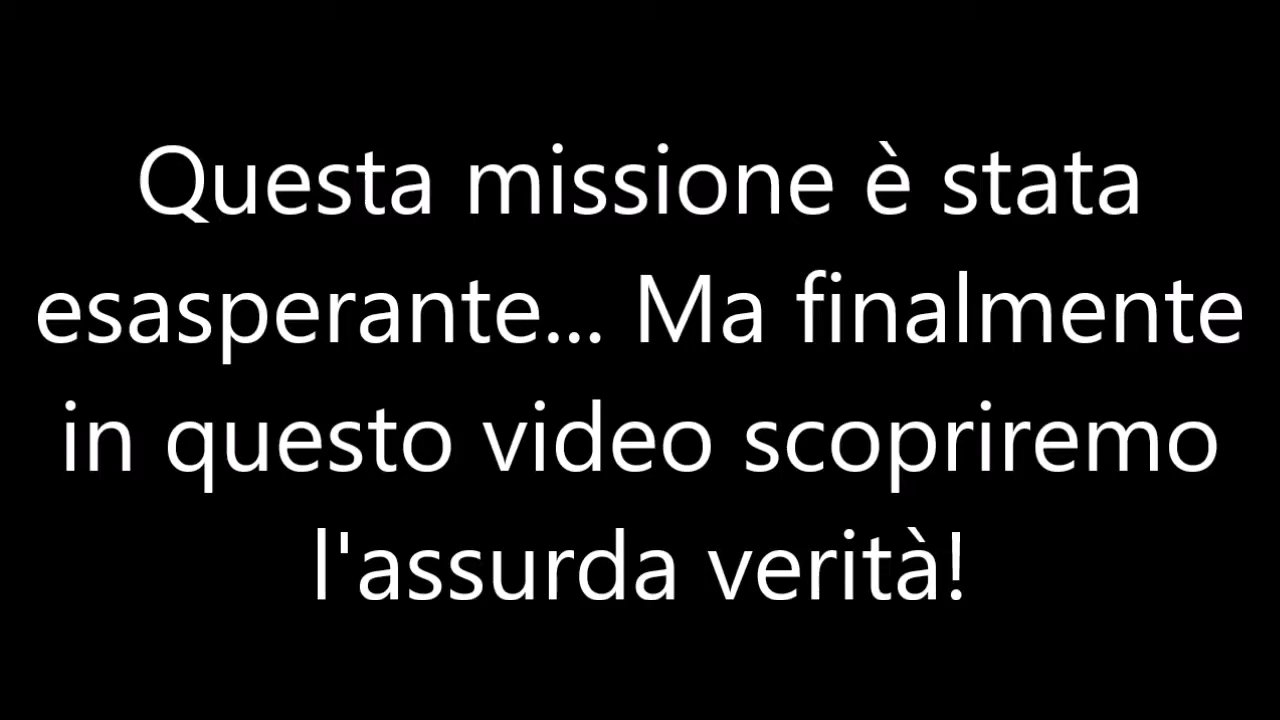 Questa missione è stata
esasperante... Ma finalmente
in questo video scopriremo
l'assurda verità!